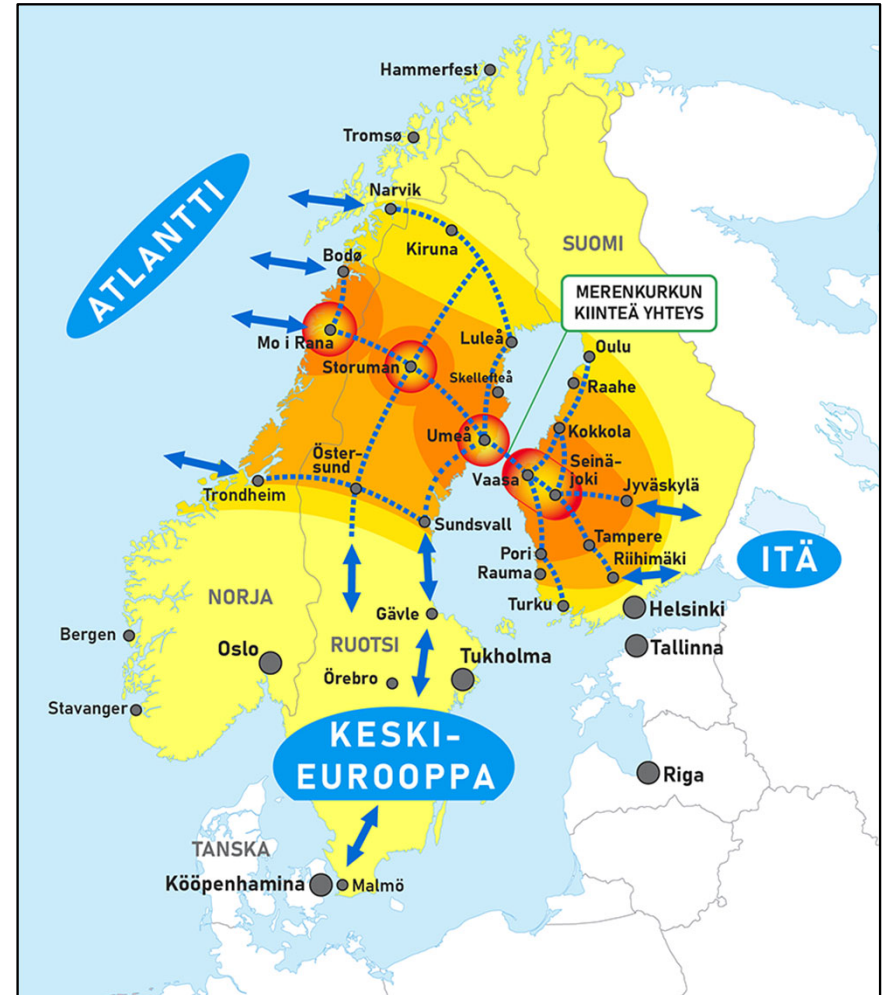 Hammerfest
Tromsø
Narvik
ATLANTTI
Kiruna
SUOMI
Bodø
MERENKURKUN
KIINTEÄ YHTEYS
Mo i Rana
Luleå
Oulu
Storuman
Skellefteå
Raahe
Umeå
Kokkola
Öster-
sund
Vaasa
Seinä-
joki
Jyväskylä
Trondheim
Sundsvall
Tampere
Pori
Riihimäki
ITÄ
Rauma
NORJA
Turku
Helsinki
Gävle
Bergen
Oslo
RUOTSI
Tallinna
Tukholma
Örebro
Stavanger
KESKI-
EUROOPPA
Riga
TANSKA
Kööpenhamina
Malmö